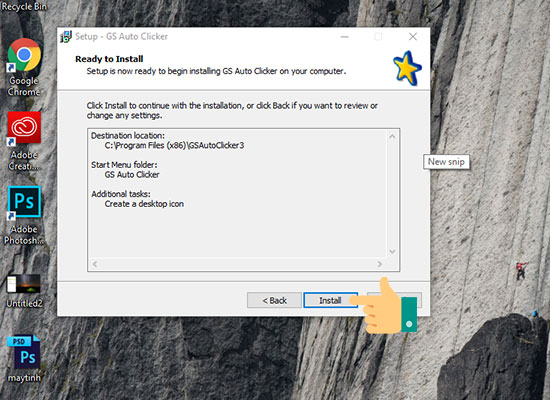 Recycle Bin
Google
Chrome
Adobe
Creati...
Ps
Adobe
Photosh...
Untitled2
PSD
Ps
maytinh
Setup - GS Auto Clicker
Ready to Install
Setup is now ready to begin installing GS Auto Clicker on your computer.
Click Install to continue with the installation, or click Back if you want to review or
change any settings.
Destination location:
C:\Program Files (x86)\GSAutoClicker3
Start Menu folder:
GS Auto Clicker
Additional tasks:
Create a desktop icon
< Back
Install
New snip